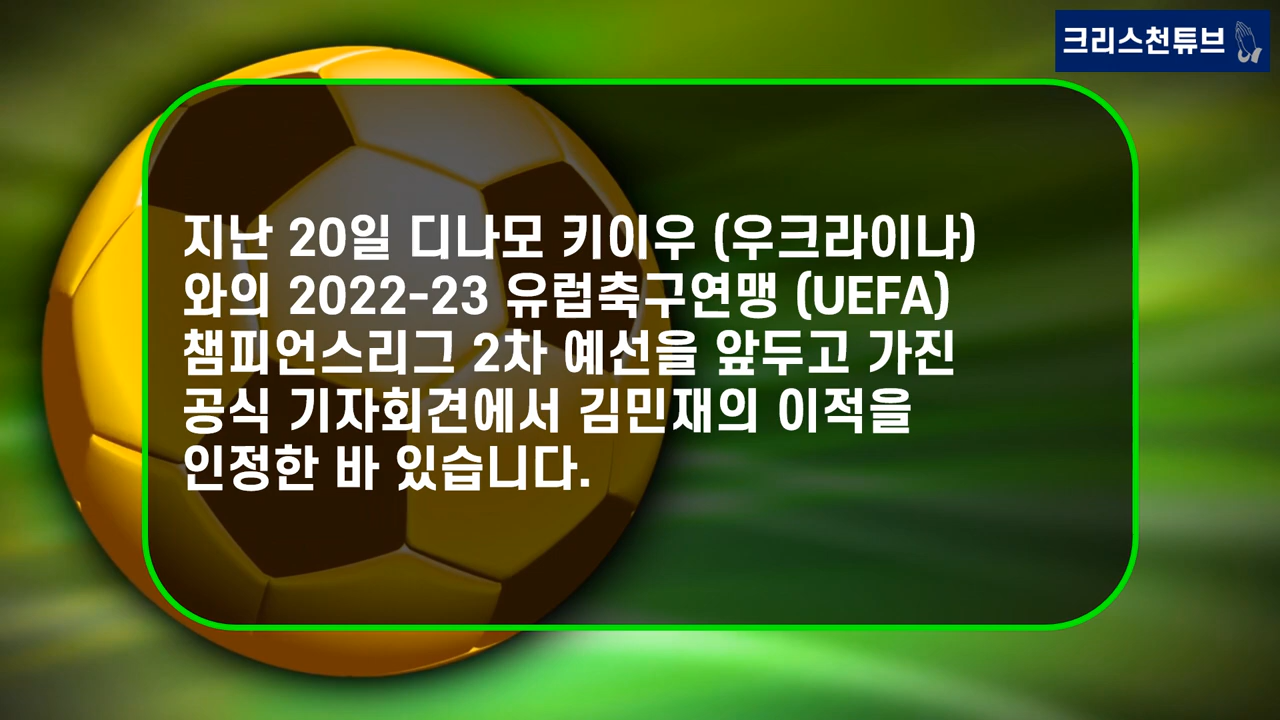 크리스천튜브
지난 20일 디나모 키이우 (우크라이나)
와의 2022-23 유럽축구연맹 (UEFA)
챔피언스리그 2차 예선을 앞두고 가진
공식 기자회견에서 김민재의 이적을
인정한 바 있습니다.